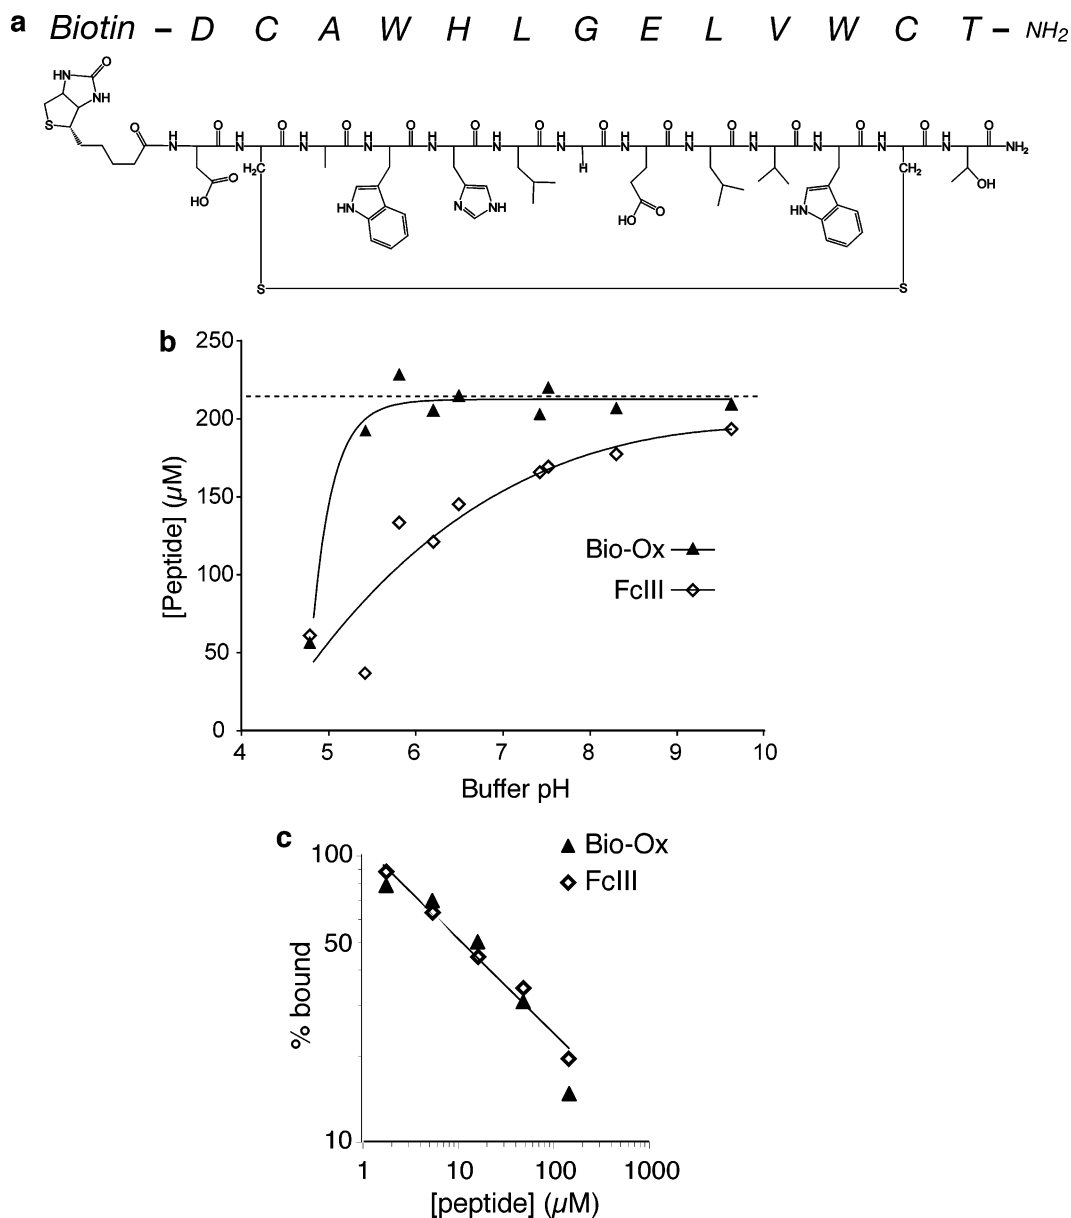 a Biotin – D C A W H L G E L V W C T – NH2
O
HN
NH
S
O H O H O H O H O H O H O H O H O H O H O H O H O H O
N N N N N N N N N N N N N NH2
H2C H CH2
O
HO
OH
HN N NH HO O HN
S S
b
250
200
150
100
50
0
[Peptide] (µM)
Bio-Ox
FcIII
4 5 6 7 8 9 10
Buffer pH
c
Bio-Ox
FcIII
100
50
10
% bound
1 10 100 1000
[peptide] (µM)